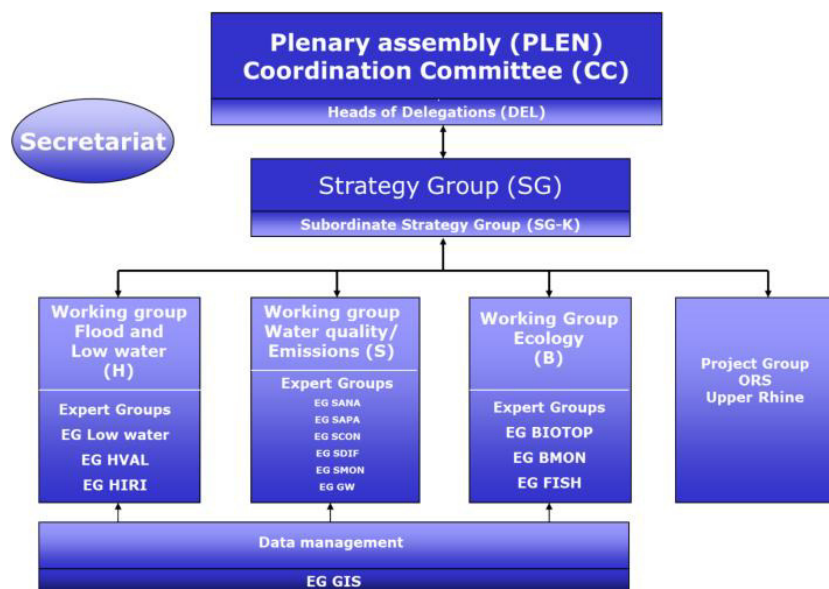 Plenary assembly (PLEN)
Coordination Committee (CC)
Heads of Delegations (DEL)
Secretariat
Strategy Group (SG)
Subordinate Strategy Group (SG-K)
Working group
Flood and
Low water
(H)
Expert Groups
EG Low water
EG HVAL
EG HIRI
Working group
Water quality/
Emissions (S)
Expert Groups
EG SANA
EG SAPA
EG SCON
EG SDIF
EG SMON
EG GW
Working Group
Ecology
(B)
Expert Groups
EG BIOTOP
EG BMON
EG FISH
Project Group
ORS
Upper Rhine
Data management
EG GIS